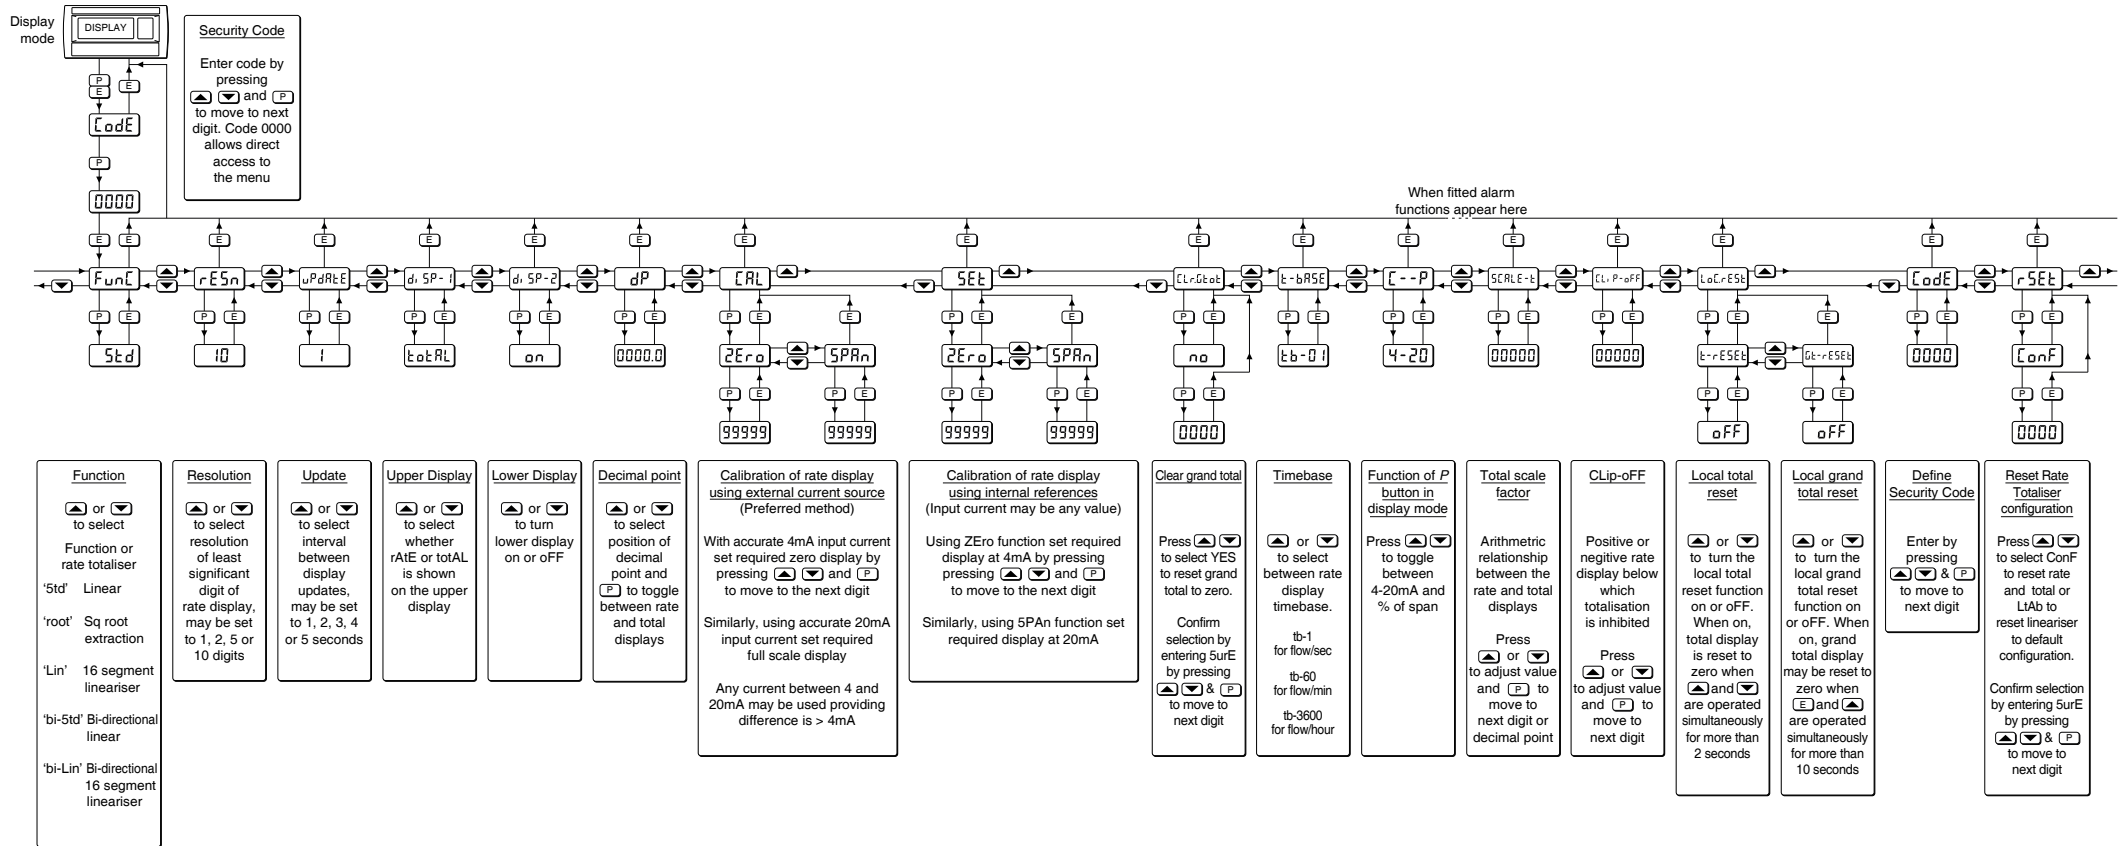 Display
mode
DISPLAY
P
E
E
CodE
P
0000
Security Code
Enter code by
pressing
and P
to move to next
digit. Code 0000
allows direct
access to
the menu
When fitted alarm
functions appear here
E E E E E E E E E E E E E E E E E
FunC rESn uPdAtE diSP-1 diSP-2 dP CAL SEt CLr.Gtot t-bASE C--P SCALE-t CLiP-oFF LoC.rESt CodE rSEt
P E P E P E P E P E P E P E E P E E P E P E P E P E P E P E E P E P E
Std 10 1 totAL on 0000.0 ZEro SPAn ZEro SPAn no tb-01 4-20 00000 00000 t-rESEt Gt-rESEt 0000 ConF
P E P E P E P E P E P E P E P E
99999 99999 99999 99999 0000 oFF oFF 0000
Function
or
to select
Function or
rate totaliser
‘5td’ Linear
‘root’ Sq root
extraction
‘Lin’ 16 segment
lineariser
‘bi-5td’ Bi-directional
linear
‘bi-Lin’ Bi-directional
16 segment
lineariser
Resolution
or
to select
resolution
of least
significant
digit of
rate display,
may be set
to 1, 2, 5 or
10 digits
Update
or
to select
interval
between
display
updates,
may be set
to 1, 2, 3, 4
or 5 seconds
Upper Display
or
to select
whether
rAtE or totAL
is shown
on the upper
display
Lower Display
or
to turn
lower display
on or oFF
Decimal point
or
to select
position of
decimal
point and
P to toggle
between rate
and total
displays
Calibration of rate display
using external current source
(Preferred method)
With accurate 4mA input current
set required zero display by
pressing and P
to move to the next digit
Similarly, using accurate 20mA
input current set required
full scale display
Any current between 4 and
20mA may be used providing
difference is > 4mA
Calibration of rate display
using internal references
(Input current may be any value)
Using ZEro function set required
display at 4mA by pressing
pressing and P
to move to the next digit
Similarly, using 5PAn function set
required display at 20mA
Clear grand total
Press
to select YES
to reset grand
total to zero.
Confirm
selection by
entering 5urE
by pressing
& P
to move to
next digit
Timebase
or
to select
between rate
display
timebase.
tb-1
for flow/sec
tb-60
for flow/min
tb-3600
for flow/hour
Function of P
button in
display mode
Press
to toggle
between
4-20mA and
% of span
Total scale
factor
Arithmetic
relationship
between the
rate and total
displays
Press
or
to adjust value
and P to
move to
next digit or
decimal point
CLip-oFF
Positive or
negitive rate
display below
which
totalisation
is inhibited
Press
or
to adjust value
and P to
move to
next digit
Local total
reset
or
to turn the
local total
reset function
on or oFF.
When on,
total display
is reset to
zero when
and
are operated
simultaneously
for more than
2 seconds
Local grand
total reset
or
to turn the
local grand
total reset
function on
or oFF. When
on, grand
total display
may be reset to
zero when
E and
are operated
simultaneously
for more than
10 seconds
Define
Security Code
Enter by
pressing
& P
to move to
next digit
Reset Rate
Totaliser
configuration
Press
to select ConF
to reset rate
and total or
LtAb to
reset lineariser
to default
configuration.
Confirm selection
by entering 5urE
by pressing
& P
to move to
next digit